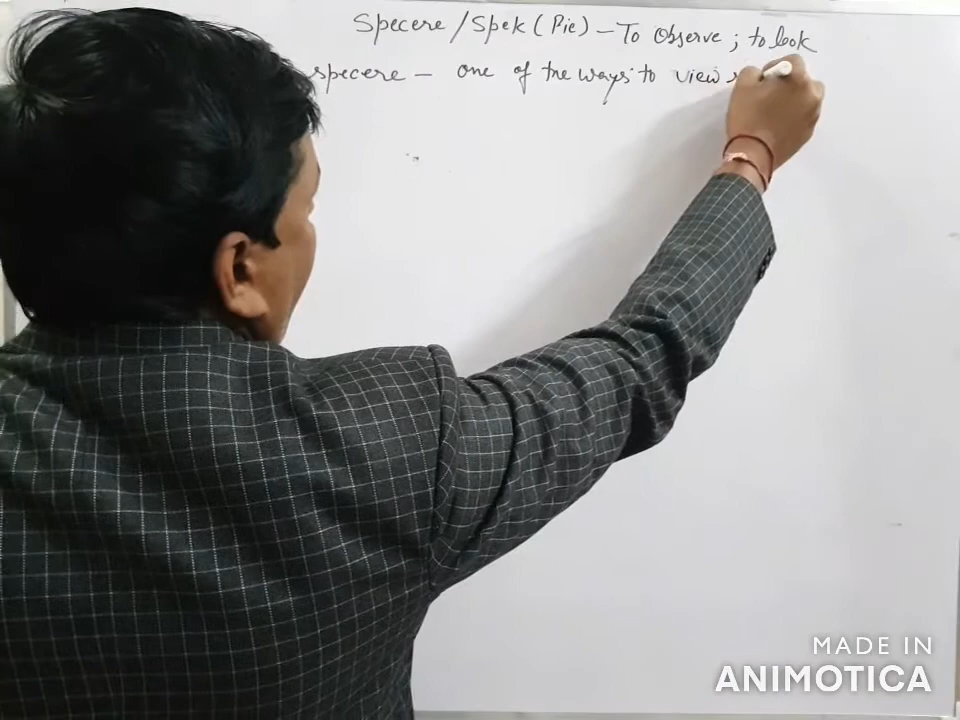 Specere / Spek (Pie) - To Observe ; to look
specere - one of the ways to view
MADE IN
ANIMOTICA